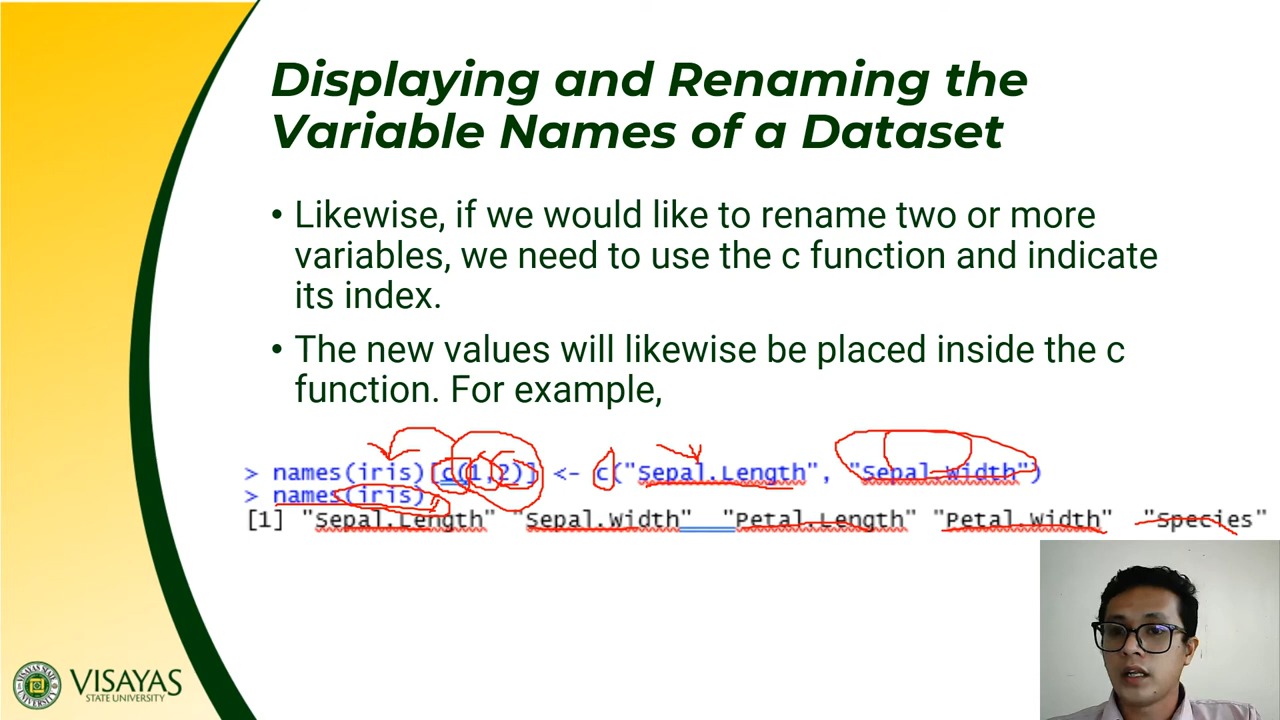 Displaying and Renaming the
Variable Names of a Dataset
• Likewise, if we would like to rename two or more
variables, we need to use the c function and indicate
its index.
• The new values will likewise be placed inside the c
function. For example,
> names(iris)[c(1,2)] <- c("Sepal.Length", "Sepal.Width")
> names(iris)
[1] "Sepal.Length" "Sepal.Width" "Petal.Length" "Petal.Width" "Species"
VISAYAS
STATE UNIVERSITY